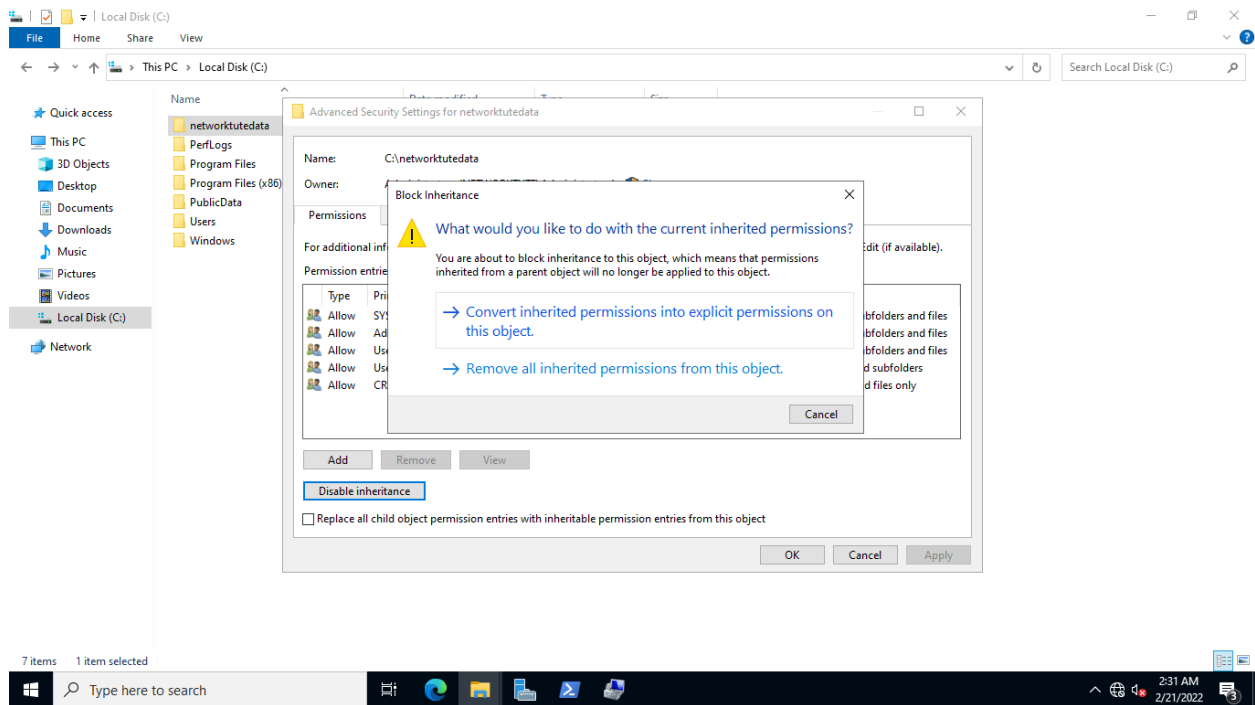 Local Disk (C:)
File Home Share View
This PC > Local Disk (C:)
Search Local Disk (C:)
Quick access
This PC
3D Objects
Desktop
Documents
Downloads
Music
Pictures
Videos
Local Disk (C:)
Network
Name
networktutedata
PerfLogs
Program Files
Program Files (x86)
PublicData
Users
Windows
Advanced Security Settings for networktutedata
Name: C:\networktutedata
Owner:
Permissions
For additional
Edit (if available).
Permission
Type
Allow
bfolders and files
Allow
bfolders and files
Allow
bfolders and files
Allow
d subfolders
Allow
d files only
Block Inheritance
What would you like to do with the current inherited permissions?
You are about to block inheritance to this object, which means that permissions
inherited from a parent object will no longer be applied to this object.
Convert inherited permissions into explicit permissions on
this object.
Remove all inherited permissions from this object.
Cancel
Add Remove View
Disable inheritance
Replace all child object permission entries with inheritable permission entries from this object
OK Cancel Apply
7 items 1 item selected
Type here to search
2:31 AM
2/21/2022
3